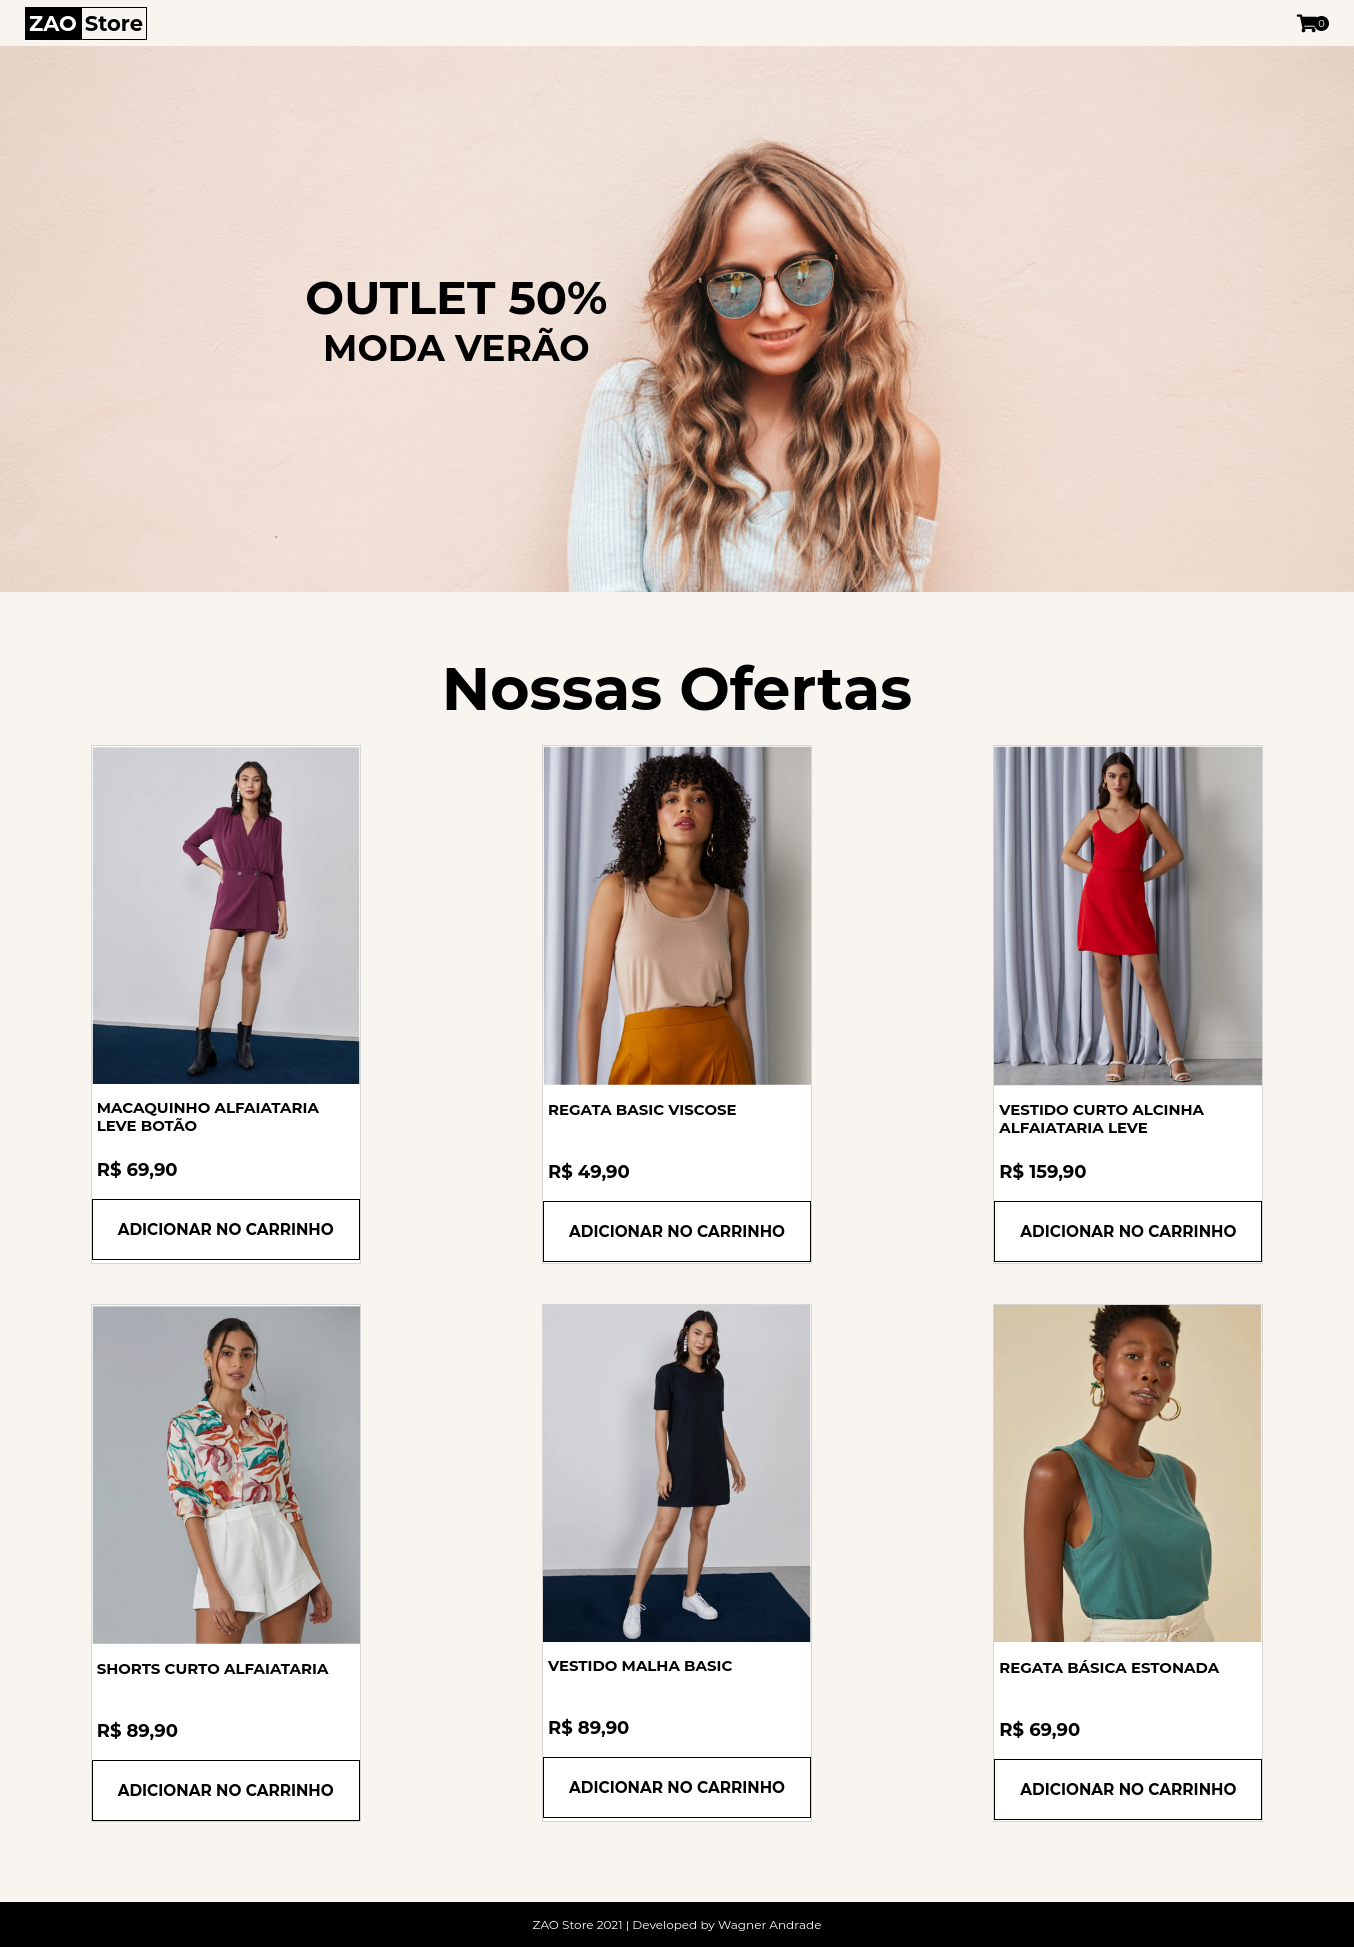 ZAO Store
0
OUTLET 50%
MODA VERÃO
Nossas Ofertas
MACAQUINHO ALFAIATARIA
LEVE BOTÃO
R$ 69,90
ADICIONAR NO CARRINHO
REGATA BASIC VISCOSE
R$ 49,90
ADICIONAR NO CARRINHO
VESTIDO CURTO ALCINHA
ALFAIATARIA LEVE
R$ 159,90
ADICIONAR NO CARRINHO
SHORTS CURTO ALFAIATARIA
R$ 89,90
ADICIONAR NO CARRINHO
VESTIDO MALHA BASIC
R$ 89,90
ADICIONAR NO CARRINHO
REGATA BÁSICA ESTONADA
R$ 69,90
ADICIONAR NO CARRINHO
ZAO Store 2021 | Developed by Wagner Andrade